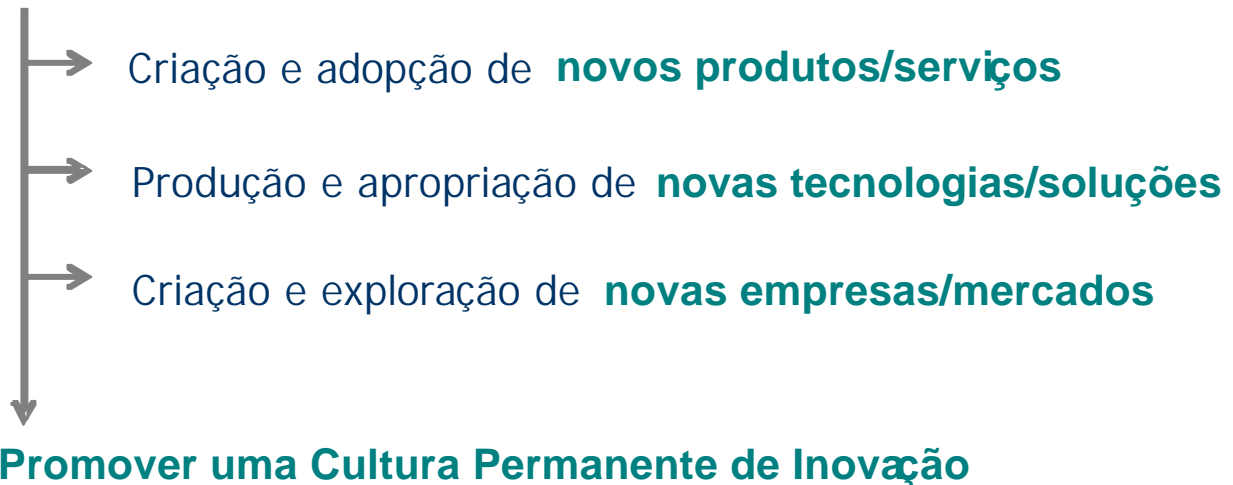 Criação e adopção de novos produtos/serviços
Produção e apropriação de novas tecnologias/soluções
Criação e exploração de novas empresas/mercados
Promover uma Cultura Permanente de Inovação